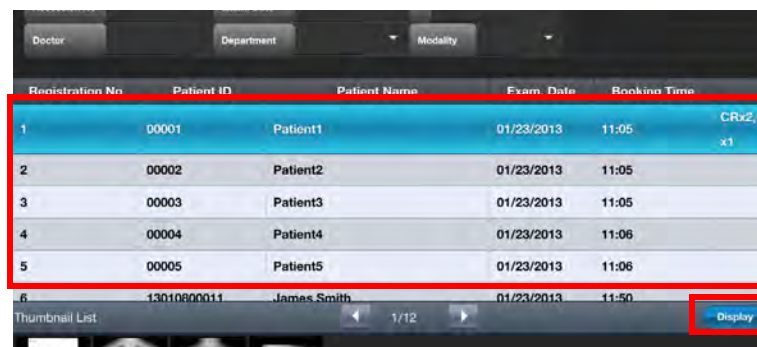 Doctor Department Modality
Registration No Patient ID Patient Name Exam. Date Booking Time
1 00001 Patient1 01/23/2013 11:05 CRx2, x1
2 00002 Patient2 01/23/2013 11:05
3 00003 Patient3 01/23/2013 11:05
4 00004 Patient4 01/23/2013 11:06
5 00005 Patient5 01/23/2013 11:06
6 13010800011 James Smith 01/23/2013 11:50
Thumbnail List 1/12 Display